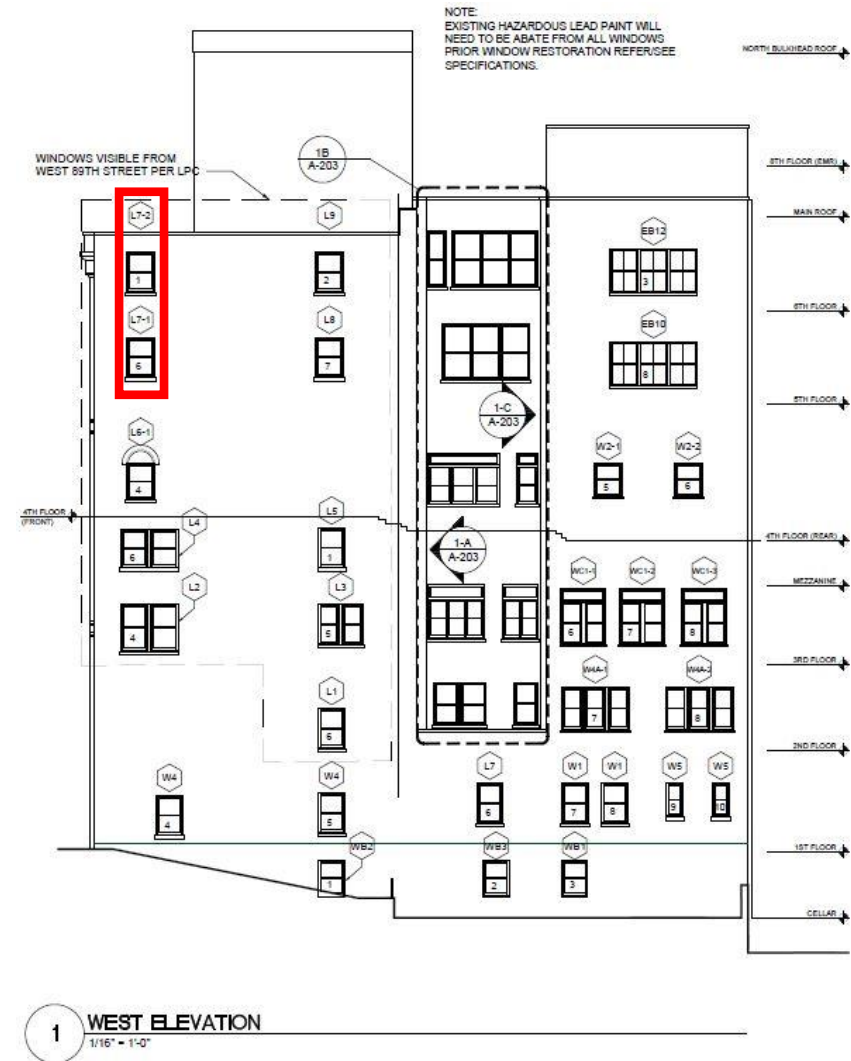 NOTE:
EXISTING HAZARDOUS LEAD PAINT WILL
NEED TO BE ABATE FROM ALL WINDOWS
PRIOR WINDOW RESTORATION REFER/SEE
SPECIFICATIONS.
NORTH BULKHEAD ROOF
WINDOWS VISIBLE FROM
WEST 89TH STREET PER LPC
1B
A-203
8TH FLOOR (EMR)
L7-2
L9
MAIN ROOF
EB12
1
2
3
6TH FLOOR
L7-1
L8
EB10
6
7
8
5TH FLOOR
1-C
A-203
L6-1
W2-1
W2-2
4
5
6
4TH FLOOR
(FRONT)
L4
L5
6
1
1-A
A-203
4TH FLOOR (REAR)
WC1-1
WC1-2
WC1-3
MEZZANINE
L2
L3
4
5
6
7
8
3RD FLOOR
W4A-1
W4A-2
L1
7
8
6
2ND FLOOR
W4
W4
L7
W1
W1
W5
W5
4
5
6
7
8
9
10
WB2
WB3
WB1
1ST FLOOR
1
2
3
CELLAR
1
WEST ELEVATION
1/16" = 1'-0"